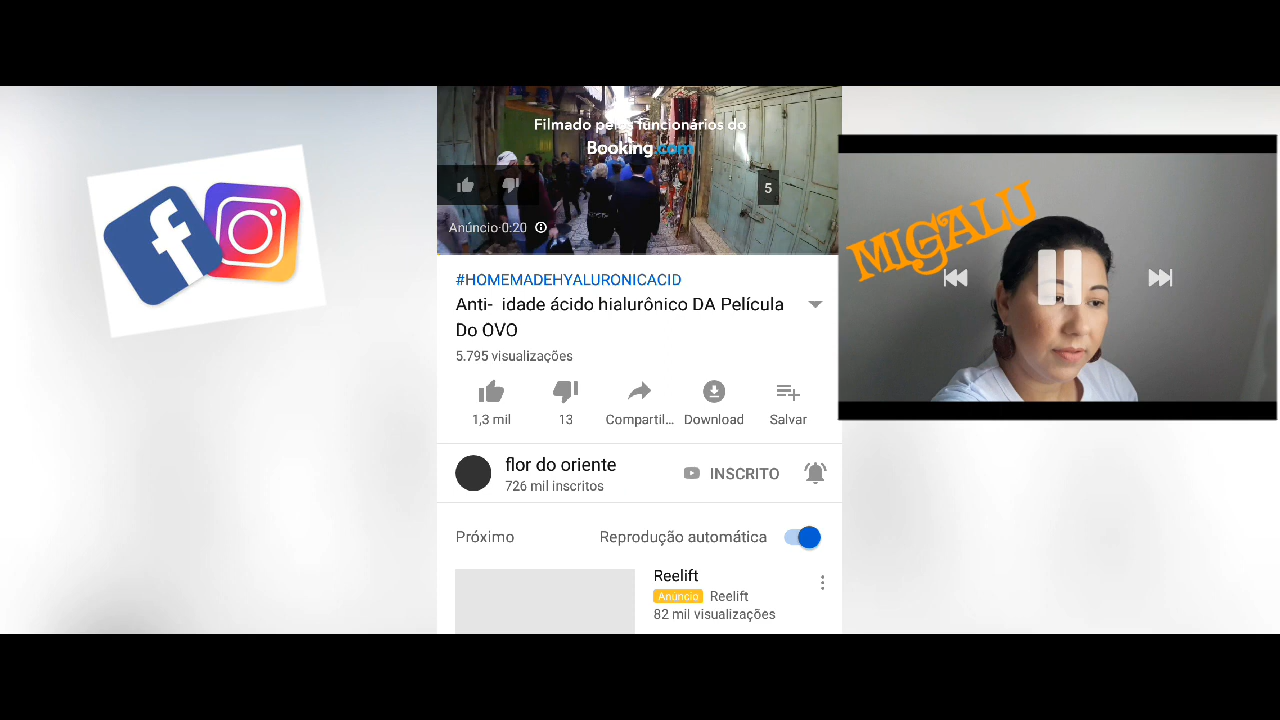 Filmado pelos funcionários do
Booking.com
5
Anúncio·0:20
#HOMEMADEHYALURONICACID
Anti- idade ácido hialurônico DA Película
Do OVO
5.795 visualizações
1,3 mil
13
Compartil...
Download
Salvar
flor do oriente
726 mil inscritos
INSCRITO
Próximo
Reprodução automática
Reelift
Anúncio Reelift
82 mil visualizações
MIGALU